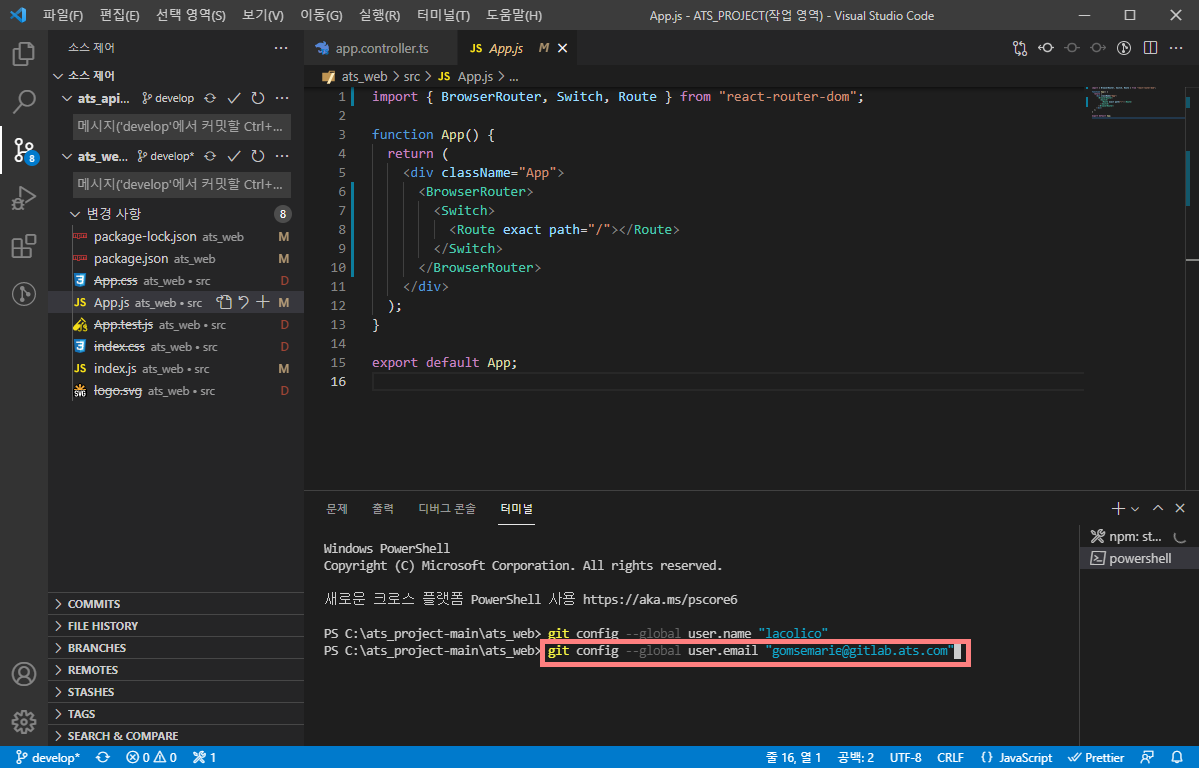 파일(F) 편집(E) 선택 영역(S) 보기(V) 이동(G) 실행(R) 터미널(T) 도움말(H) App.js - ATS_PROJECT(작업 영역) - Visual Studio Code
소스 제어 ···
app.controller.ts
JS App.js M
소스 제어
ats_web > src > JS App.js > ...
ats_api... develop ···
메시지('develop'에서 커밋할 Ctrl+...
ats_we... develop* ···
메시지('develop'에서 커밋할 Ctrl+...
변경 사항 8
package-lock.json ats_web M
package.json ats_web M
App.css ats_web • src D
JS App.js ats_web • src M
App.test.js ats_web • src D
index.css ats_web • src D
JS index.js ats_web • src M
logo.svg ats_web • src D
8
COMMITS
FILE HISTORY
BRANCHES
REMOTES
STASHES
TAGS
SEARCH & COMPARE
1 import { BrowserRouter, Switch, Route } from "react-router-dom";
2
3 function App() {
4 return (
5 <div className="App">
6 <BrowserRouter>
7 <Switch>
8 <Route exact path="/"></Route>
9 </Switch>
10 </BrowserRouter>
11 </div>
12 );
13 }
14
15 export default App;
16
문제 출력 디버그 콘솔 터미널
Windows PowerShell
Copyright (C) Microsoft Corporation. All rights reserved.
새로운 크로스 플랫폼 PowerShell 사용 https://aka.ms/pscore6
PS C:\ats_project-main\ats_web> git config --global user.name "lacolico"
PS C:\ats_project-main\ats_web> git config --global user.email "gomsemarie@gitlab.ats.com"
npm: st...
powershell
develop* 0 0 1 줄 16, 열 1 공백: 2 UTF-8 CRLF {} JavaScript Prettier